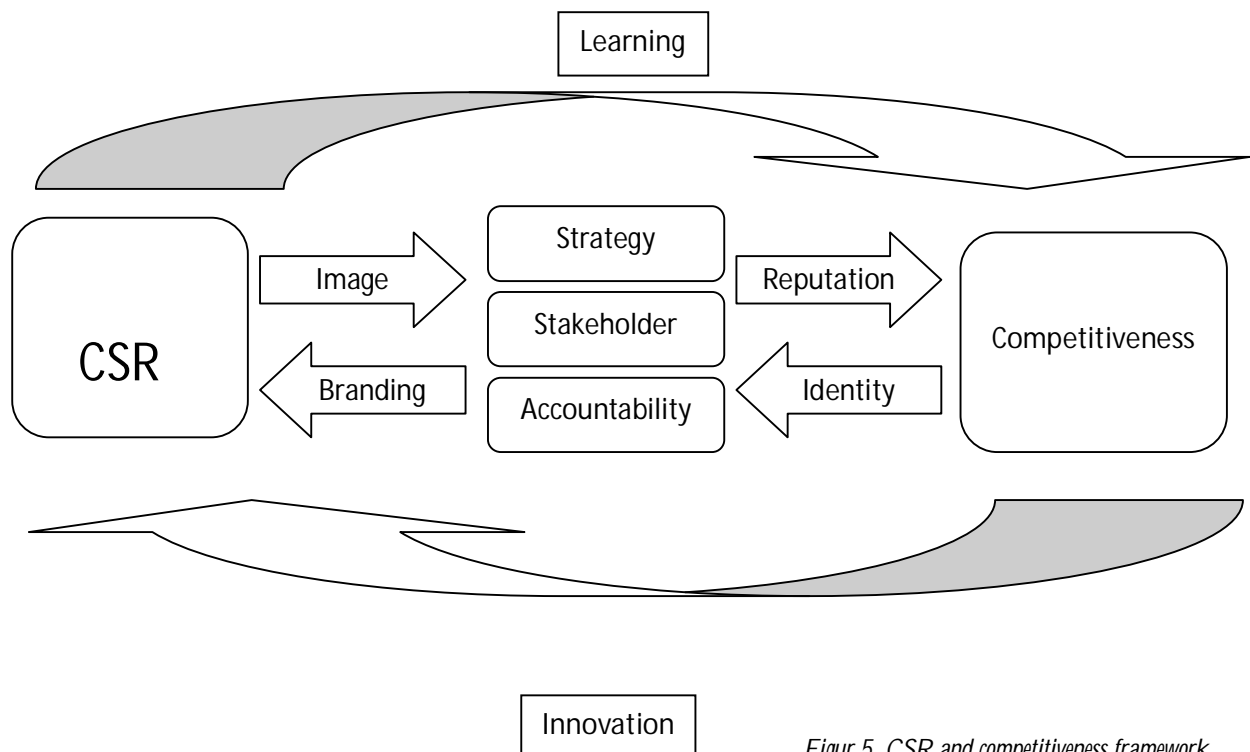 Learning
Strategy
Image
Reputation
Stakeholder
CSR
Competitiveness
Branding
Accountability
Identity
Innovation
Figur 5 CSR and competitiveness framework